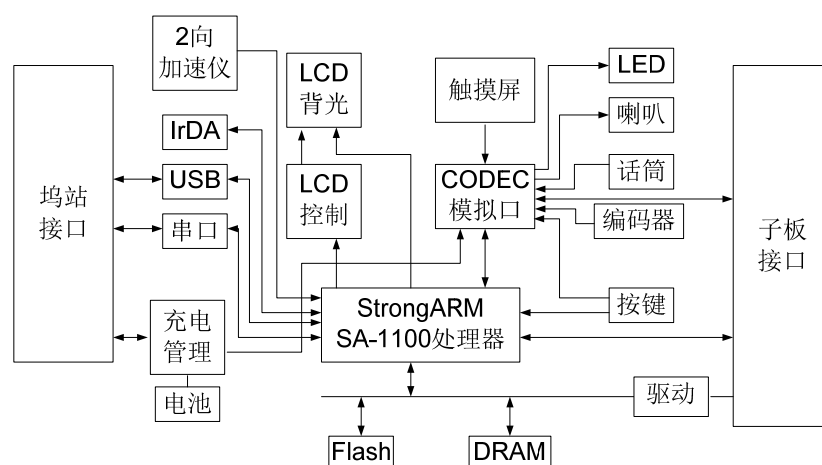 2向
加速仪
LCD
背光
触摸屏
LED
喇叭
IrDA
USB
串口
LCD
控制
CODEC
模拟口
话筒
编码器
坞站
接口
子板
接口
充电
管理
StrongARM
SA-1100处理器
按键
电池
驱动
Flash
DRAM